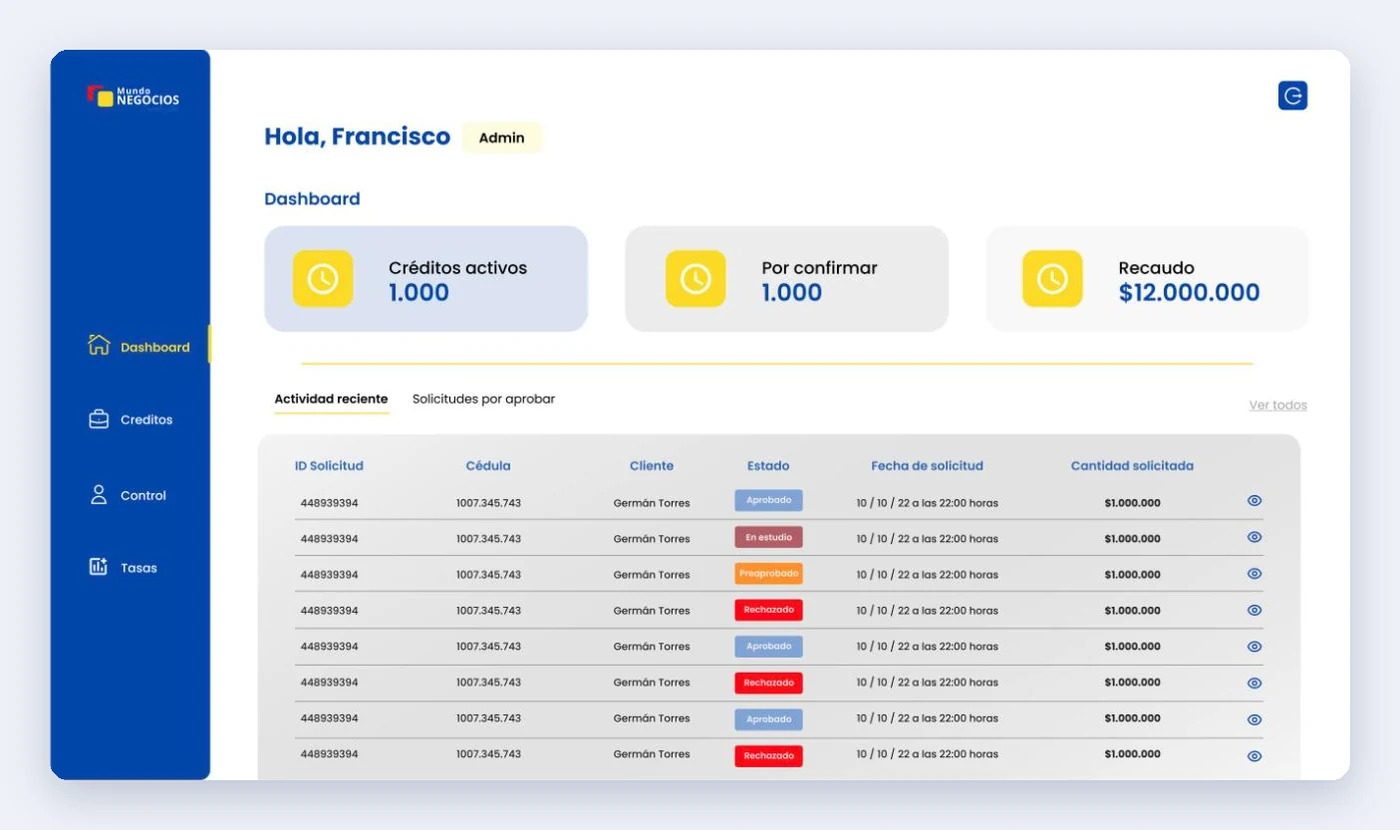 Mundo
NEGOCIOS
Hola, Francisco Admin
Dashboard
Créditos activos
1.000
Por confirmar
1.000
Recaudo
$12.000.000
Dashboard
Creditos
Control
Tasas
Actividad reciente Solicitudes por aprobar Ver todos
ID Solicitud Cédula Cliente Estado Fecha de solicitud Cantidad solicitada
448939394 1007.345.743 Germán Torres Aprobado 10 / 10 / 22 a las 22:00 horas $1.000.000
448939394 1007.345.743 Germán Torres En estudio 10 / 10 / 22 a las 22:00 horas $1.000.000
448939394 1007.345.743 Germán Torres Preaprobado 10 / 10 / 22 a las 22:00 horas $1.000.000
448939394 1007.345.743 Germán Torres Rechazado 10 / 10 / 22 a las 22:00 horas $1.000.000
448939394 1007.345.743 Germán Torres Aprobado 10 / 10 / 22 a las 22:00 horas $1.000.000
448939394 1007.345.743 Germán Torres Rechazado 10 / 10 / 22 a las 22:00 horas $1.000.000
448939394 1007.345.743 Germán Torres Aprobado 10 / 10 / 22 a las 22:00 horas $1.000.000
448939394 1007.345.743 Germán Torres Rechazado 10 / 10 / 22 a las 22:00 horas $1.000.000